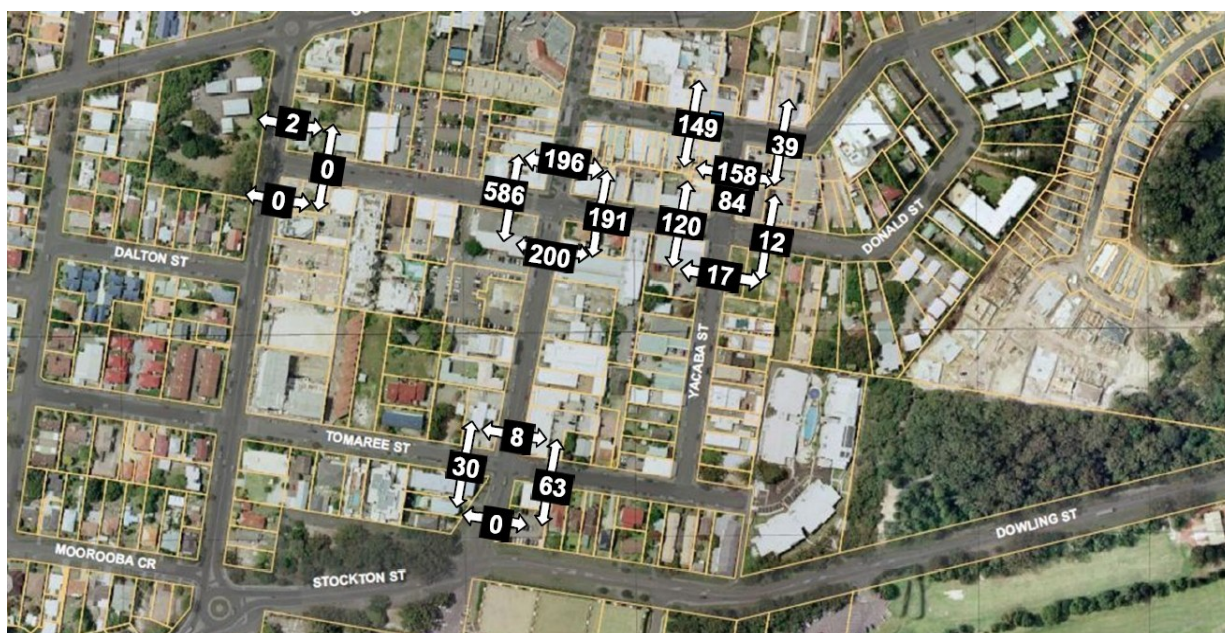 149
2
39
0
196
158
586
84
0
191
120
12
DONALD ST
DALTON ST
200
17
YACABA ST
TOMAREE ST
8
30
63
0
DOWLING ST
MOOROOBA CR
STOCKTON ST